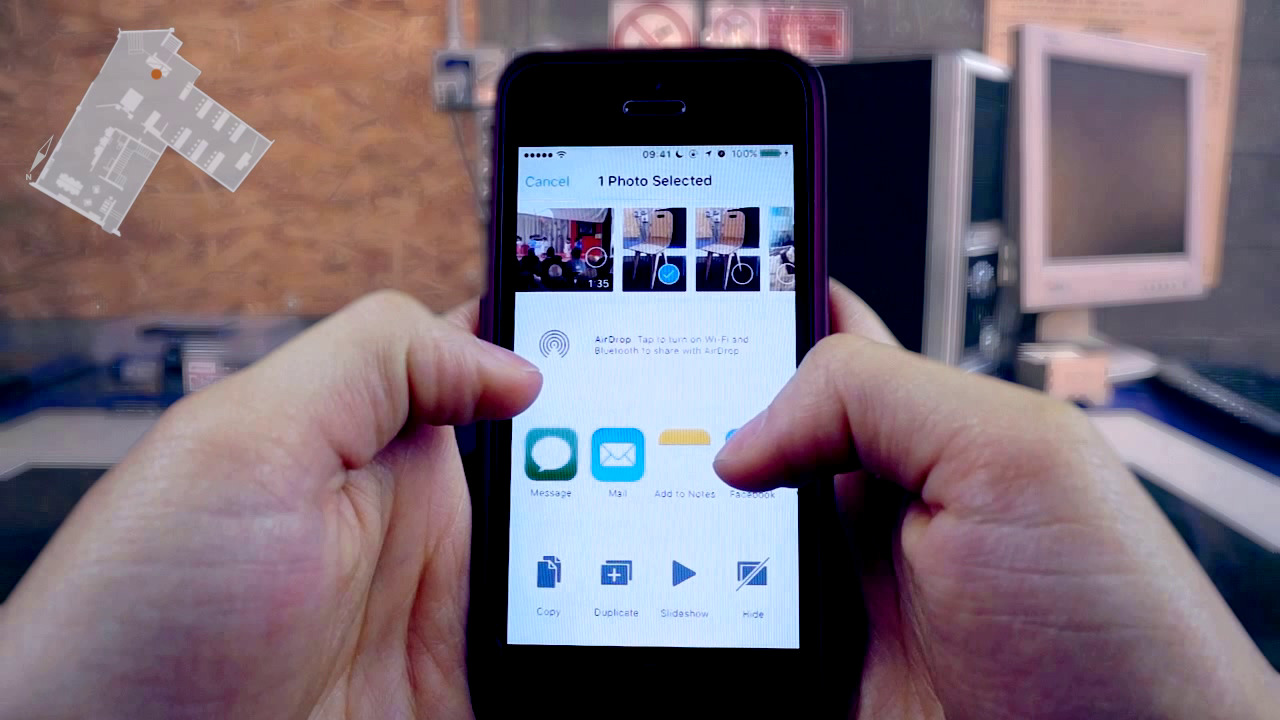 N
09:41
100%
Cancel
1 Photo Selected
1:35
AirDrop. Tap to turn on Wi-Fi and
Bluetooth to share with AirDrop
Message
Mail
Add to Notes
Facebook
Copy
Duplicate
Slideshow
Hide